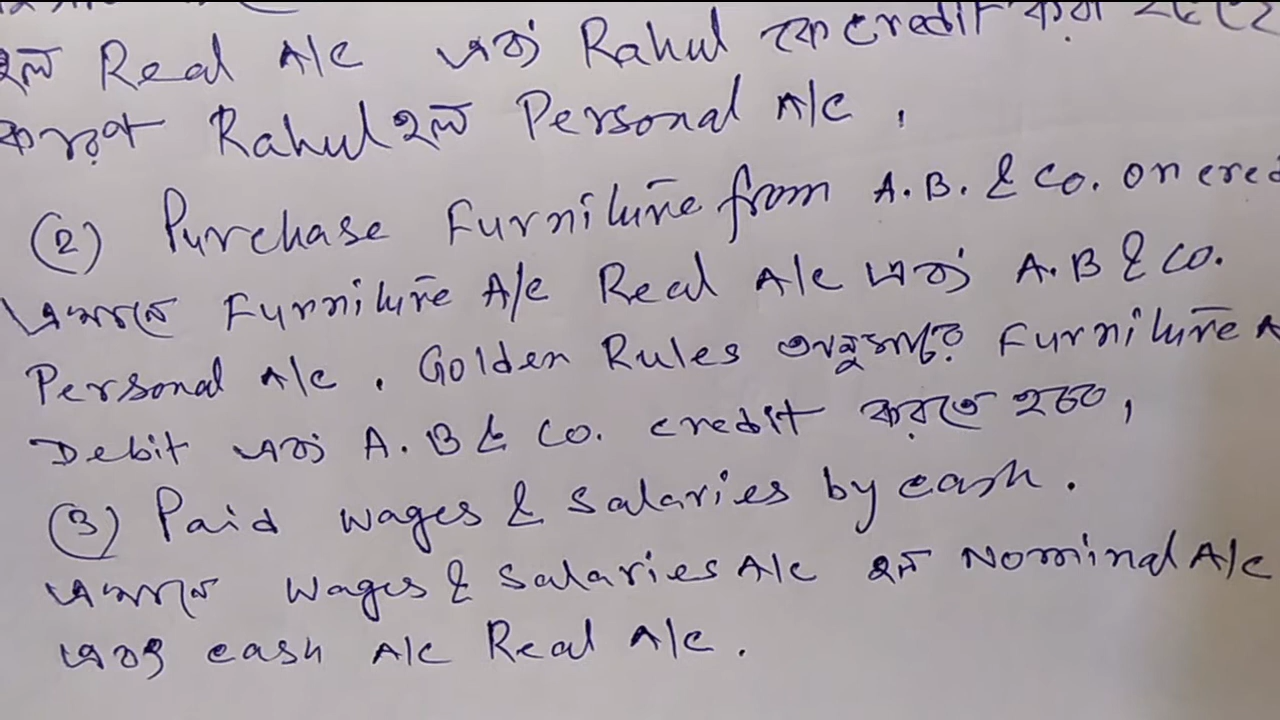 হল Real A/c এবং Rahul কে credit করা হয়েছে
কারণ Rahul হল Personal A/c ,
(2) Purchase Furniture from A.B. & Co. on cred
এখানে Furniture A/c Real A/c এবং A.B & Co.
Personal A/c . Golden Rules অনুসারে Furniture A
Debit এবং A.B & Co. credit করতে হবে,
(3) Paid wages & Salaries by cash.
এখানে wages & Salaries A/c হল Nominal A/c
এবং cash A/c Real A/c .